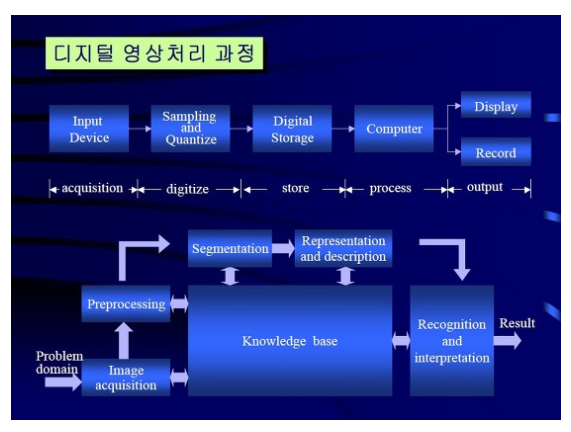 디지털 영상처리 과정
Input
Device
Sampling
and
Quantize
Digital
Storage
Computer
Display
Record
acquisition
digitize
store
process
output
Segmentation
Representation
and description
Preprocessing
Knowledge base
Recognition
and
interpretation
Result
Problem
domain
Image
acquisition